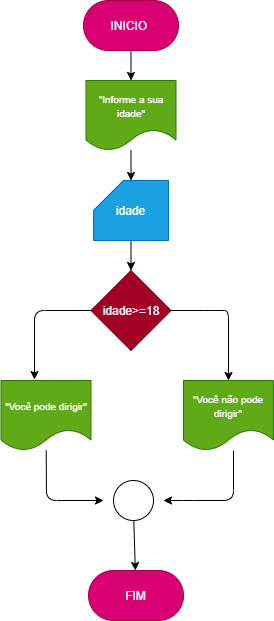 INICIO
"Informe a sua
idade"
idade
idade>=18
"Você pode dirigir"
"Você não pode
dirigir"
FIM